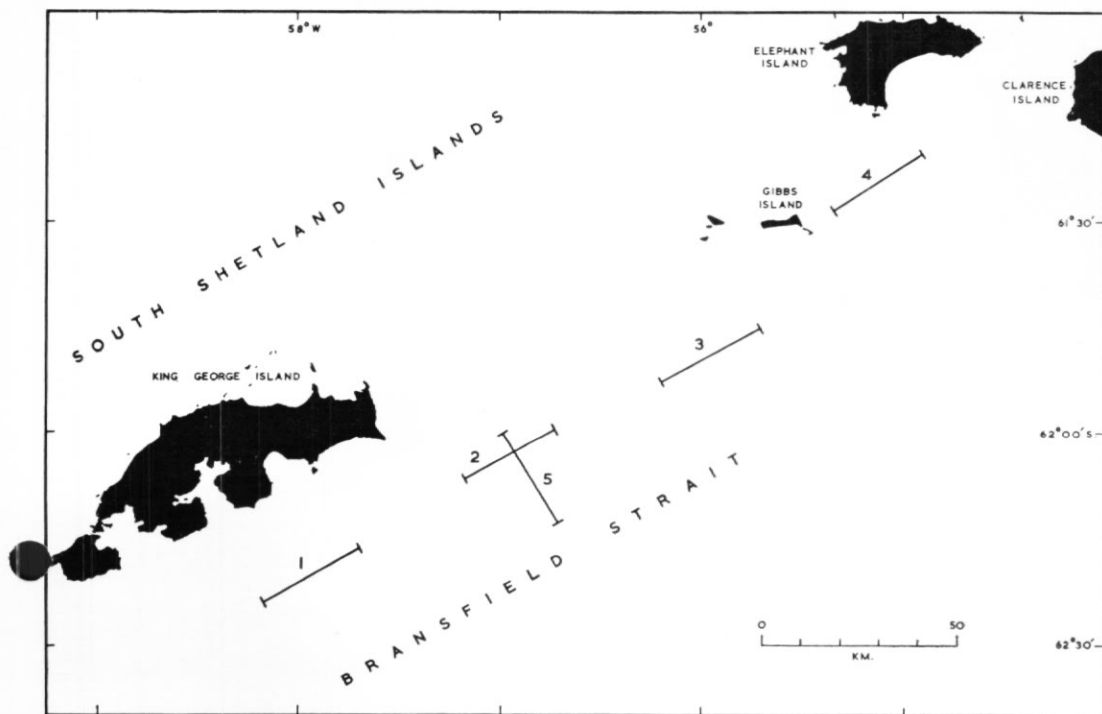 58°W
56°
ELEPHANT
ISLAND
CLARENCE
ISLAND
SOUTH SHETLAND ISLANDS
4
GIBBS
ISLAND
61°30′
3
KING GEORGE ISLAND
62°00′S
2
5
1
BRANSFIELD STRAIT
0 50
KM.
62°30′